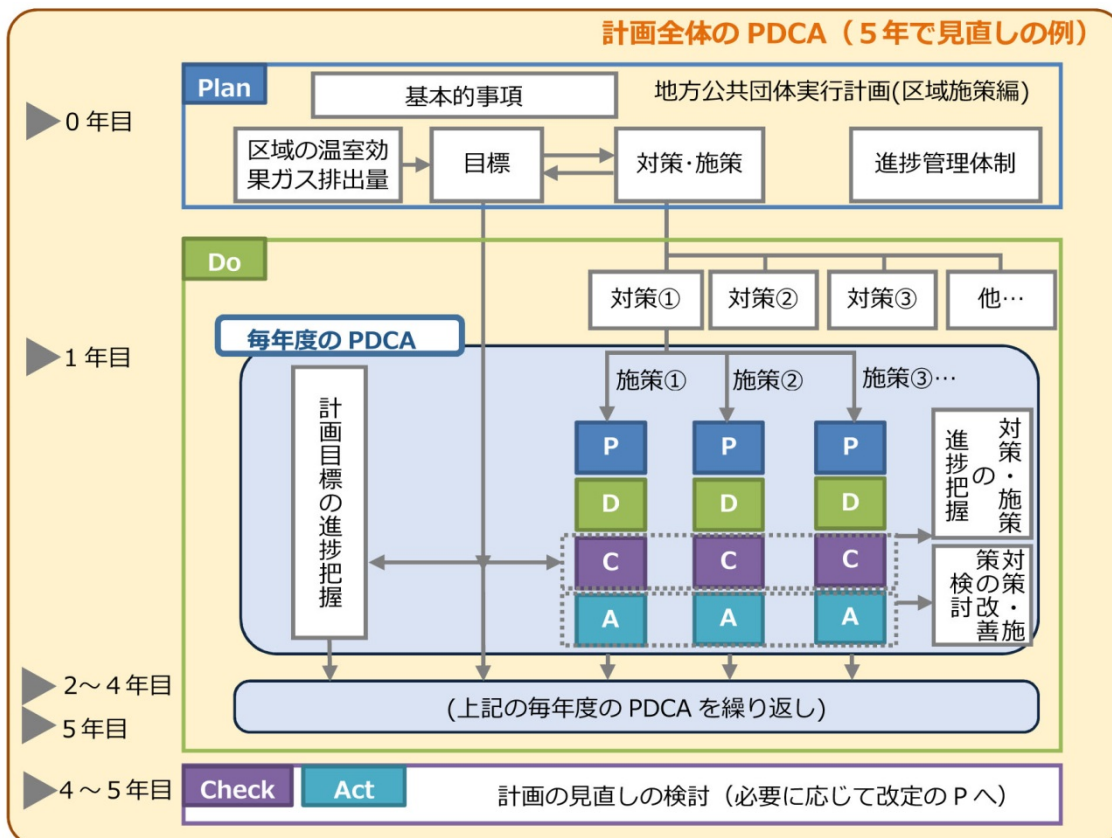 計画全体の PDCA（５年で見直しの例）
Plan
基本的事項
地方公共団体実行計画(区域施策編)
０年目
区域の温室効
果ガス排出量
目標
対策・施策
進捗管理体制
Do
対策①
対策②
対策③
他…
１年目
毎年度の PDCA
計画目標の進捗把握
施策①
施策②
施策③…
P
P
P
D
D
D
C
C
C
A
A
A
対策・施策
の
進捗把握
対策・施
策の改善
検討
２～４年目
５年目
(上記の毎年度の PDCA を繰り返し)
４～５年目
Check
Act
計画の見直しの検討（必要に応じて改定の P へ）